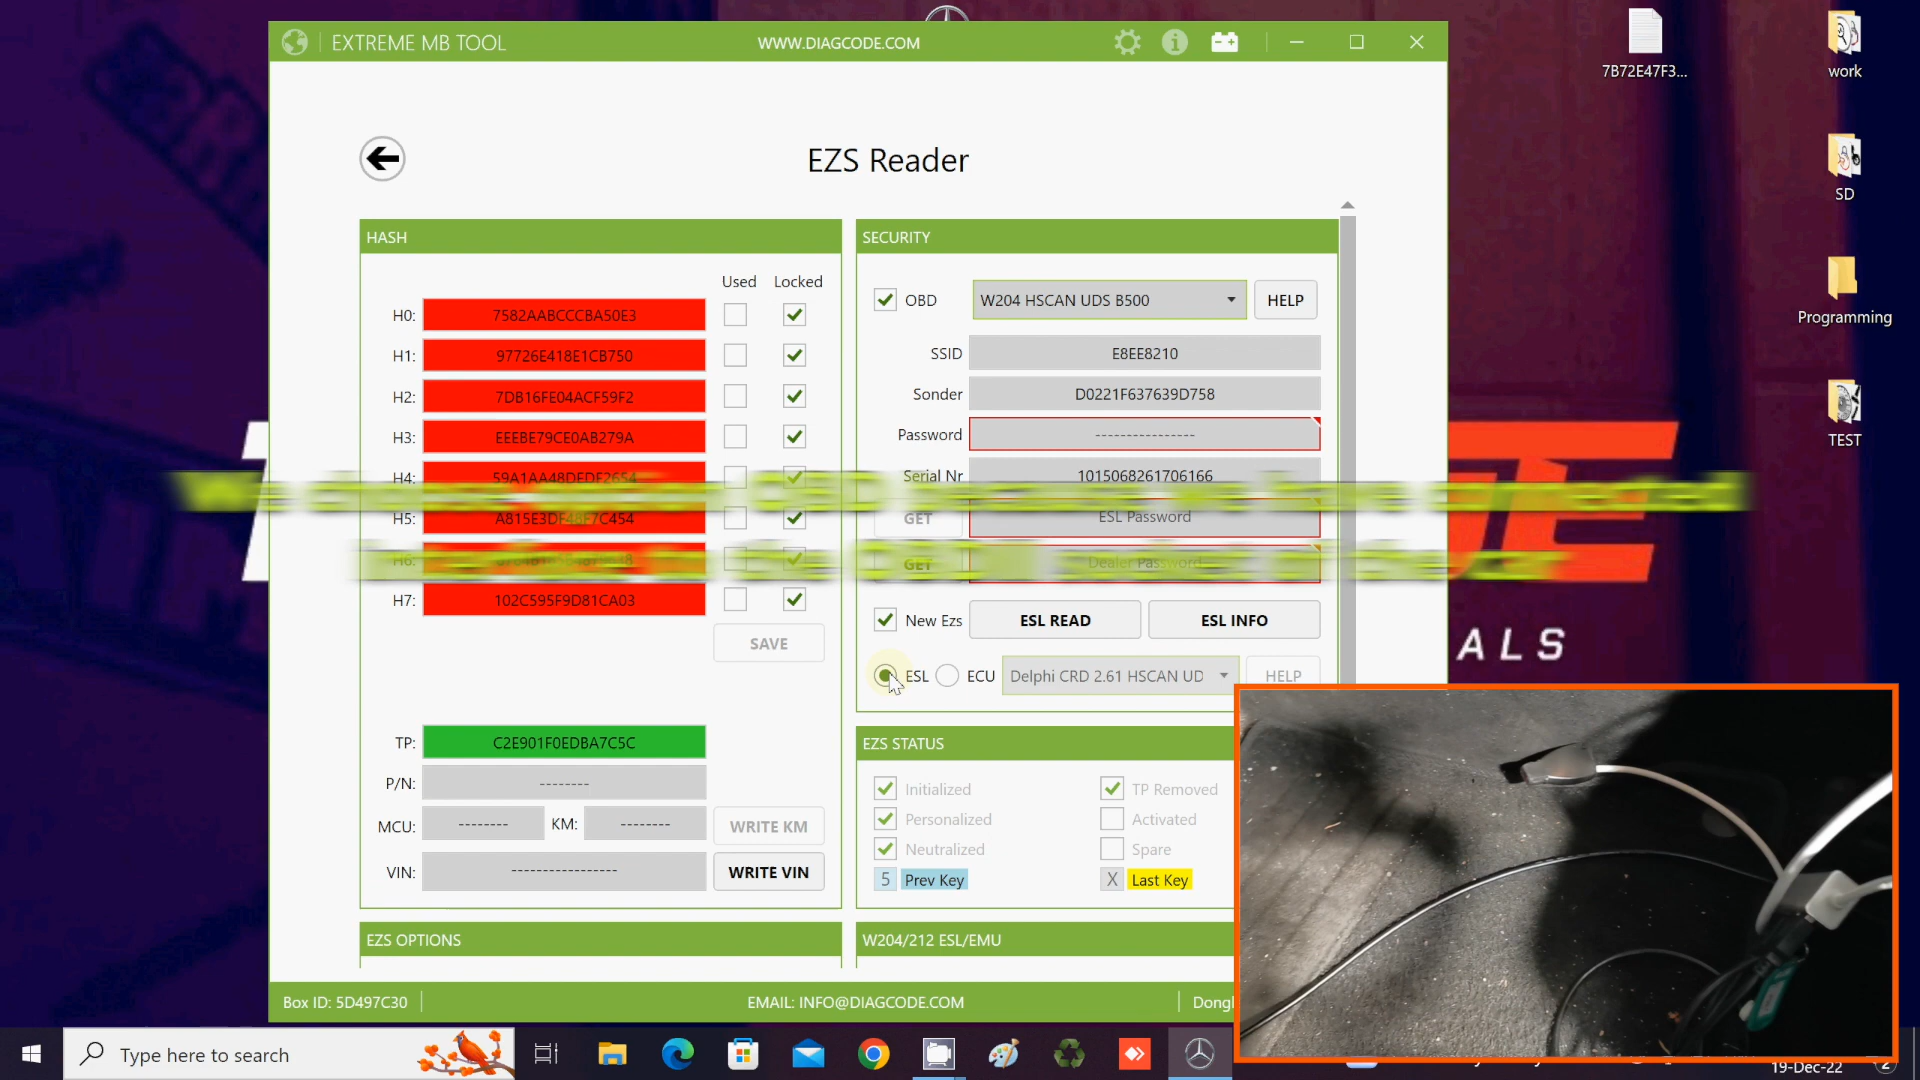 EXTREME MB TOOL
WWW.DIAGCODE.COM
7B72E47F3...
work
SD
Programming
TEST
EZS Reader
HASH
Used Locked
H0: 7582AABCCCBA50E3
H1: 97726E418E1CB750
H2: 7DB16FE04ACF59F2
H3: EEEBE79CE0AB279A
H4: 59A1AA48DEDF2654
H5: A815E3DF48F7C454
H6:
H7: 102C595F9D81CA03
SAVE
TP: C2E901F0EDBA7C5C
P/N: --------
MCU: -------- KM: -------- WRITE KM
VIN: ----------------- WRITE VIN
EZS OPTIONS
SECURITY
OBD W204 HSCAN UDS B500 HELP
SSID E8EE8210
Sonder D0221F637639D758
Password ----------------
Serial Nr 1015068261706166
GET ESL Password
GET Dealer Password
New Ezs ESL READ ESL INFO
ESL ECU Delphi CRD 2.61 HSCAN UD HELP
EZS STATUS
Initialized TP Removed
Personalized Activated
Neutralized Spare
5 Prev Key X Last Key
W204/212 ESL/EMU
ALS
Box ID: 5D497C30
EMAIL: INFO@DIAGCODE.COM
Type here to search
19-Dec-22
2